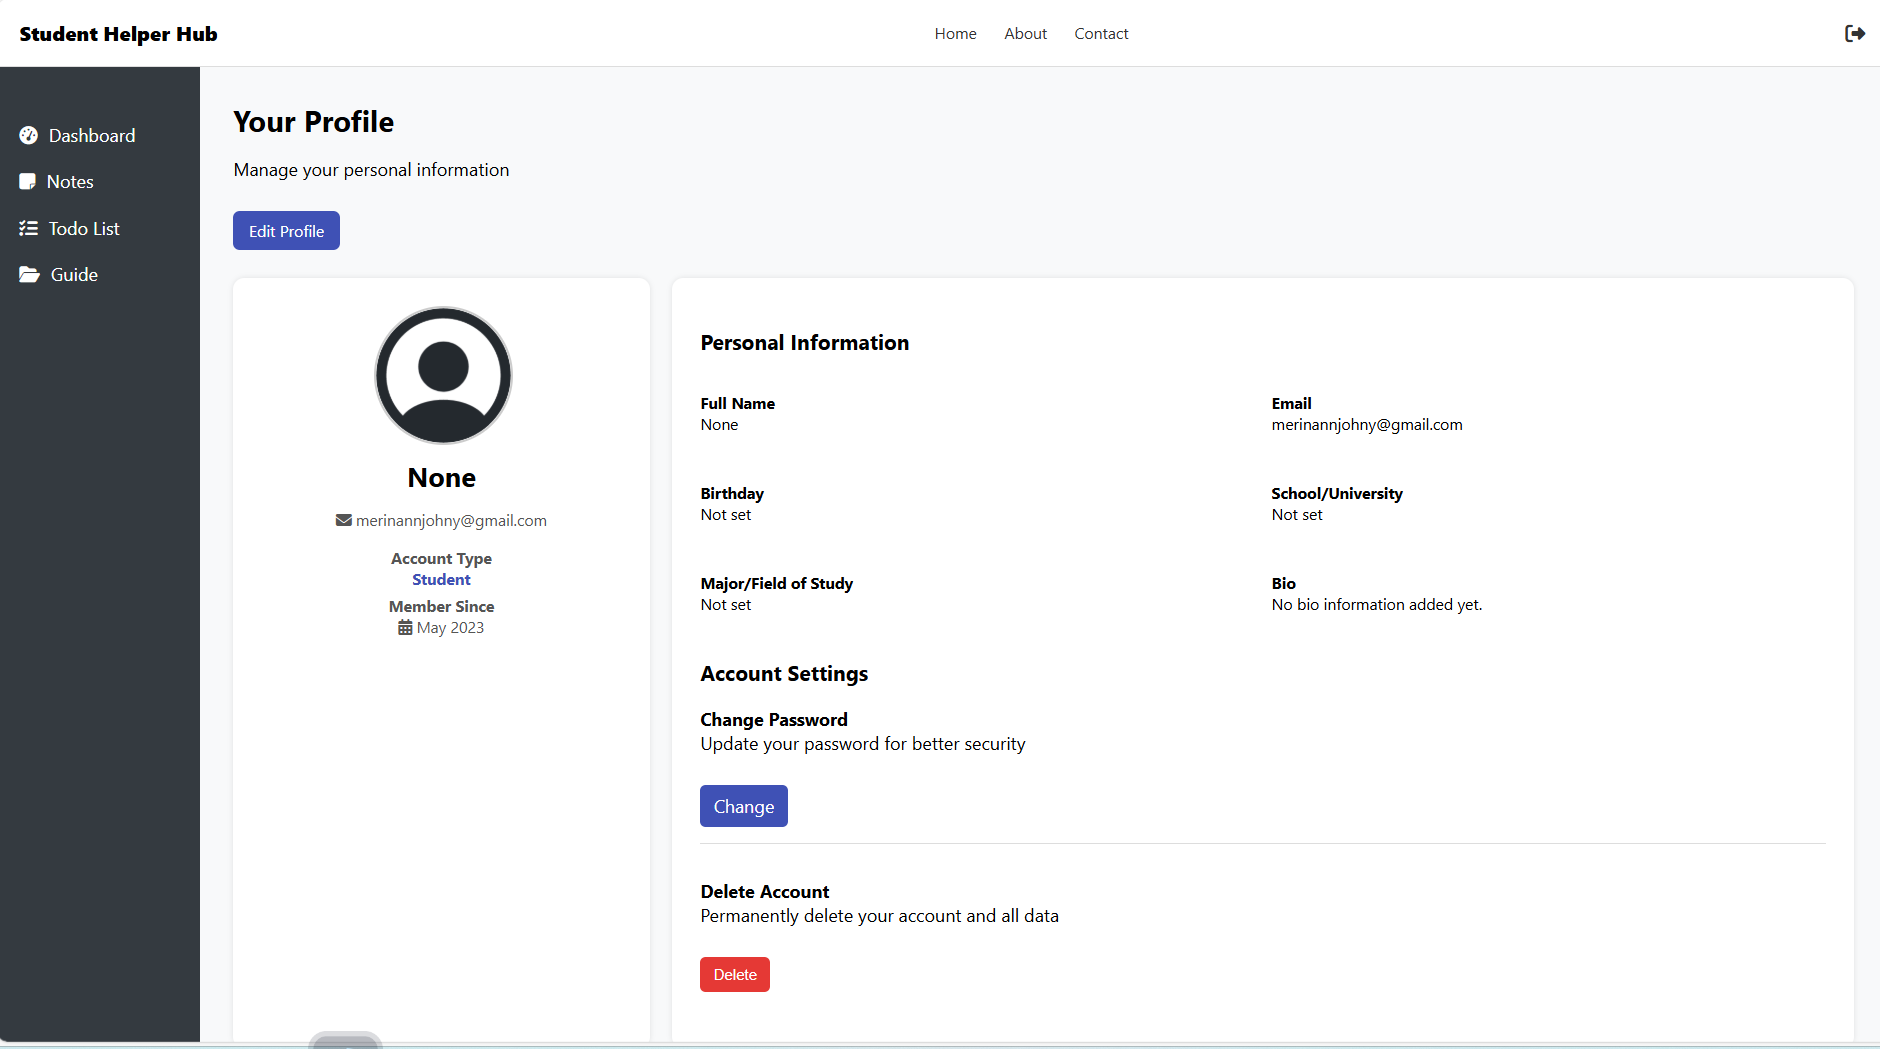 Student Helper Hub
Home About Contact
Dashboard
Notes
Todo List
Guide
Your Profile
Manage your personal information
Edit Profile
None
merinannjohny@gmail.com
Account Type
Student
Member Since
May 2023
Personal Information
Full Name
None
Email
merinannjohny@gmail.com
Birthday
Not set
School/University
Not set
Major/Field of Study
Not set
Bio
No bio information added yet.
Account Settings
Change Password
Update your password for better security
Change
Delete Account
Permanently delete your account and all data
Delete